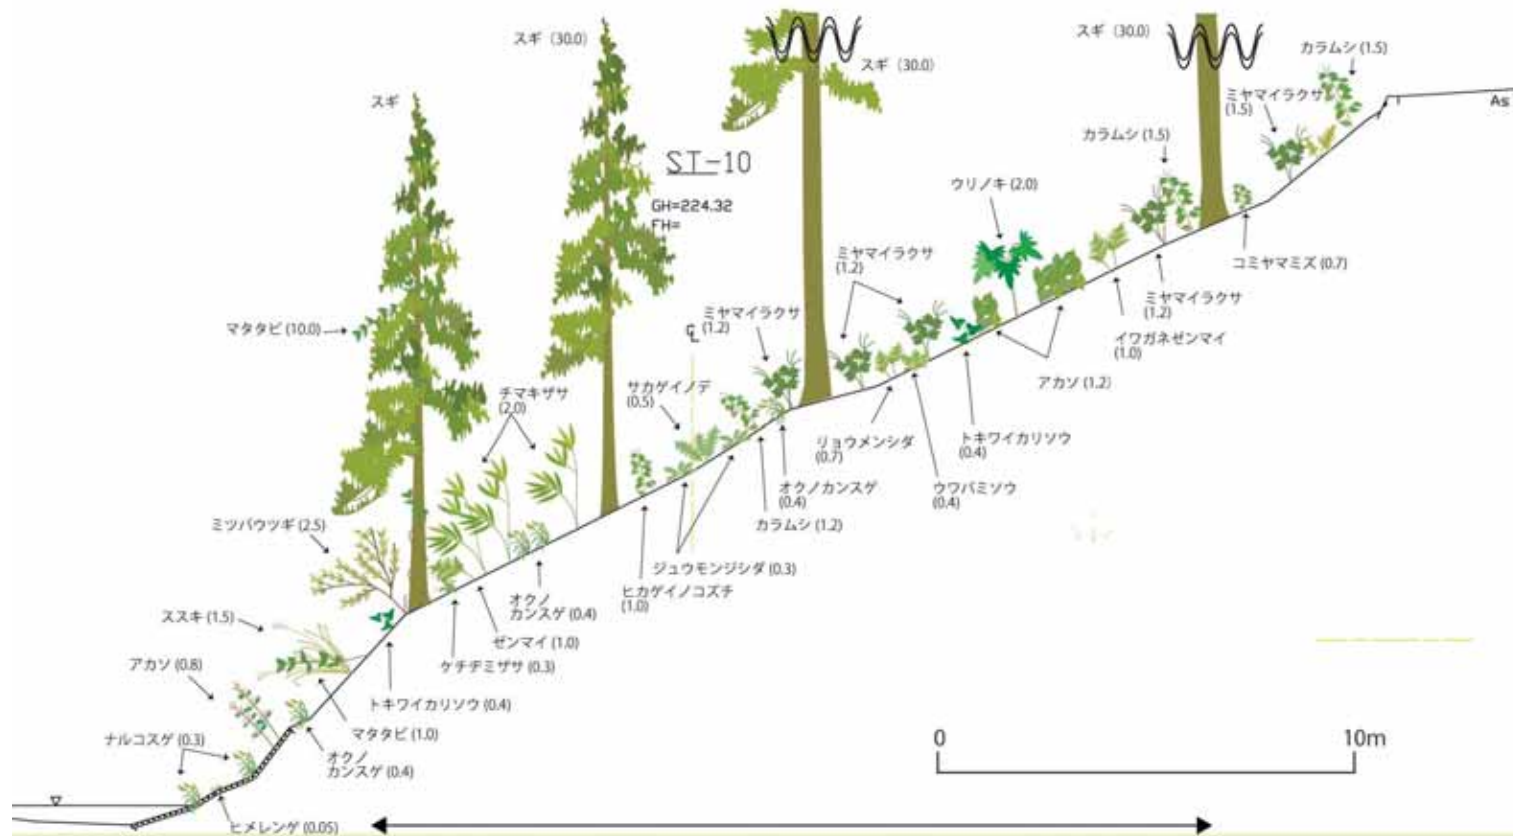 スギ (30.0)
スギ (30.0)
カラムシ (1.5)
スギ (30.0)
スギ
ミヤマイラクサ
(1.5)
As
カラムシ (1.5)
ST-10
ウリノキ (2.0)
GH=224.32
FH=
ミヤマイラクサ
(1.2)
コミヤマミズ (0.7)
ミヤマイラクサ
(1.2)
マタタビ (10.0)
ミヤマイラクサ
(1.2)
イワガネゼンマイ
(1.0)
アカソ (1.2)
サカゲイノデ
(0.5)
チマキザサ
(2.0)
リョウメンシダ
(0.7)
トキワイカリソウ
(0.4)
オクノカンスゲ
(0.4)
ウワバミソウ
(0.4)
カラムシ (1.2)
ミツバウツギ (2.5)
ジュウモンジシダ (0.3)
ヒカゲイノコズチ
(1.0)
オクノ
カンスゲ (0.4)
ススキ (1.5)
ゼンマイ (1.0)
ケチヂミザサ (0.3)
アカソ (0.8)
トキワイカリソウ (0.4)
マタタビ (1.0)
ナルコスゲ (0.3)
オクノ
カンスゲ (0.4)
0
10m
ヒメレンゲ (0.05)